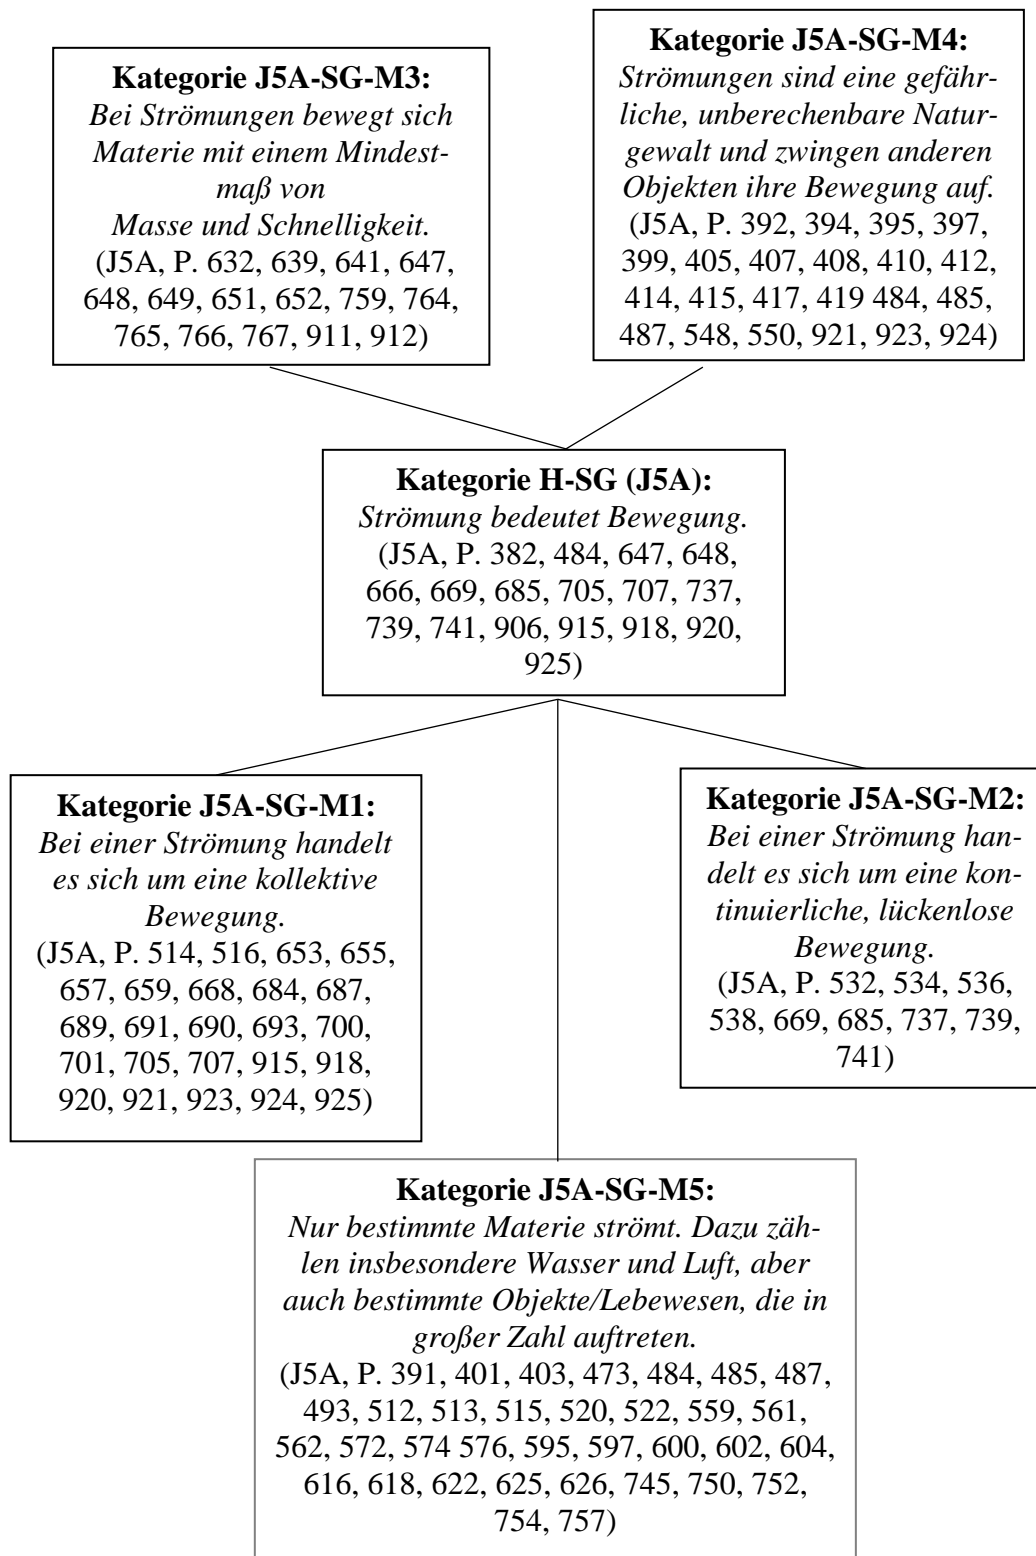 Kategorie J5A-SG-M3:
Bei Strömungen bewegt sich
Materie mit einem Mindest-
maß von
Masse und Schnelligkeit.
(J5A, P. 632, 639, 641, 647,
648, 649, 651, 652, 759, 764,
765, 766, 767, 911, 912)
Kategorie J5A-SG-M4:
Strömungen sind eine gefähr-
liche, unberechenbare Natur-
gewalt und zwingen anderen
Objekten ihre Bewegung auf.
(J5A, P. 392, 394, 395, 397,
399, 405, 407, 408, 410, 412,
414, 415, 417, 419 484, 485,
487, 548, 550, 921, 923, 924)
Kategorie H-SG (J5A):
Strömung bedeutet Bewegung.
(J5A, P. 382, 484, 647, 648,
666, 669, 685, 705, 707, 737,
739, 741, 906, 915, 918, 920,
925)
Kategorie J5A-SG-M1:
Bei einer Strömung handelt
es sich um eine kollektive
Bewegung.
(J5A, P. 514, 516, 653, 655,
657, 659, 668, 684, 687,
689, 691, 690, 693, 700,
701, 705, 707, 915, 918,
920, 921, 923, 924, 925)
Kategorie J5A-SG-M2:
Bei einer Strömung han-
delt es sich um eine kon-
tinuierliche, lückenlose
Bewegung.
(J5A, P. 532, 534, 536,
538, 669, 685, 737, 739,
741)
Kategorie J5A-SG-M5:
Nur bestimmte Materie strömt. Dazu zäh-
len insbesondere Wasser und Luft, aber
auch bestimmte Objekte/Lebewesen, die in
großer Zahl auftreten.
(J5A, P. 391, 401, 403, 473, 484, 485, 487,
493, 512, 513, 515, 520, 522, 559, 561,
562, 572, 574 576, 595, 597, 600, 602, 604,
616, 618, 622, 625, 626, 745, 750, 752,
754, 757)